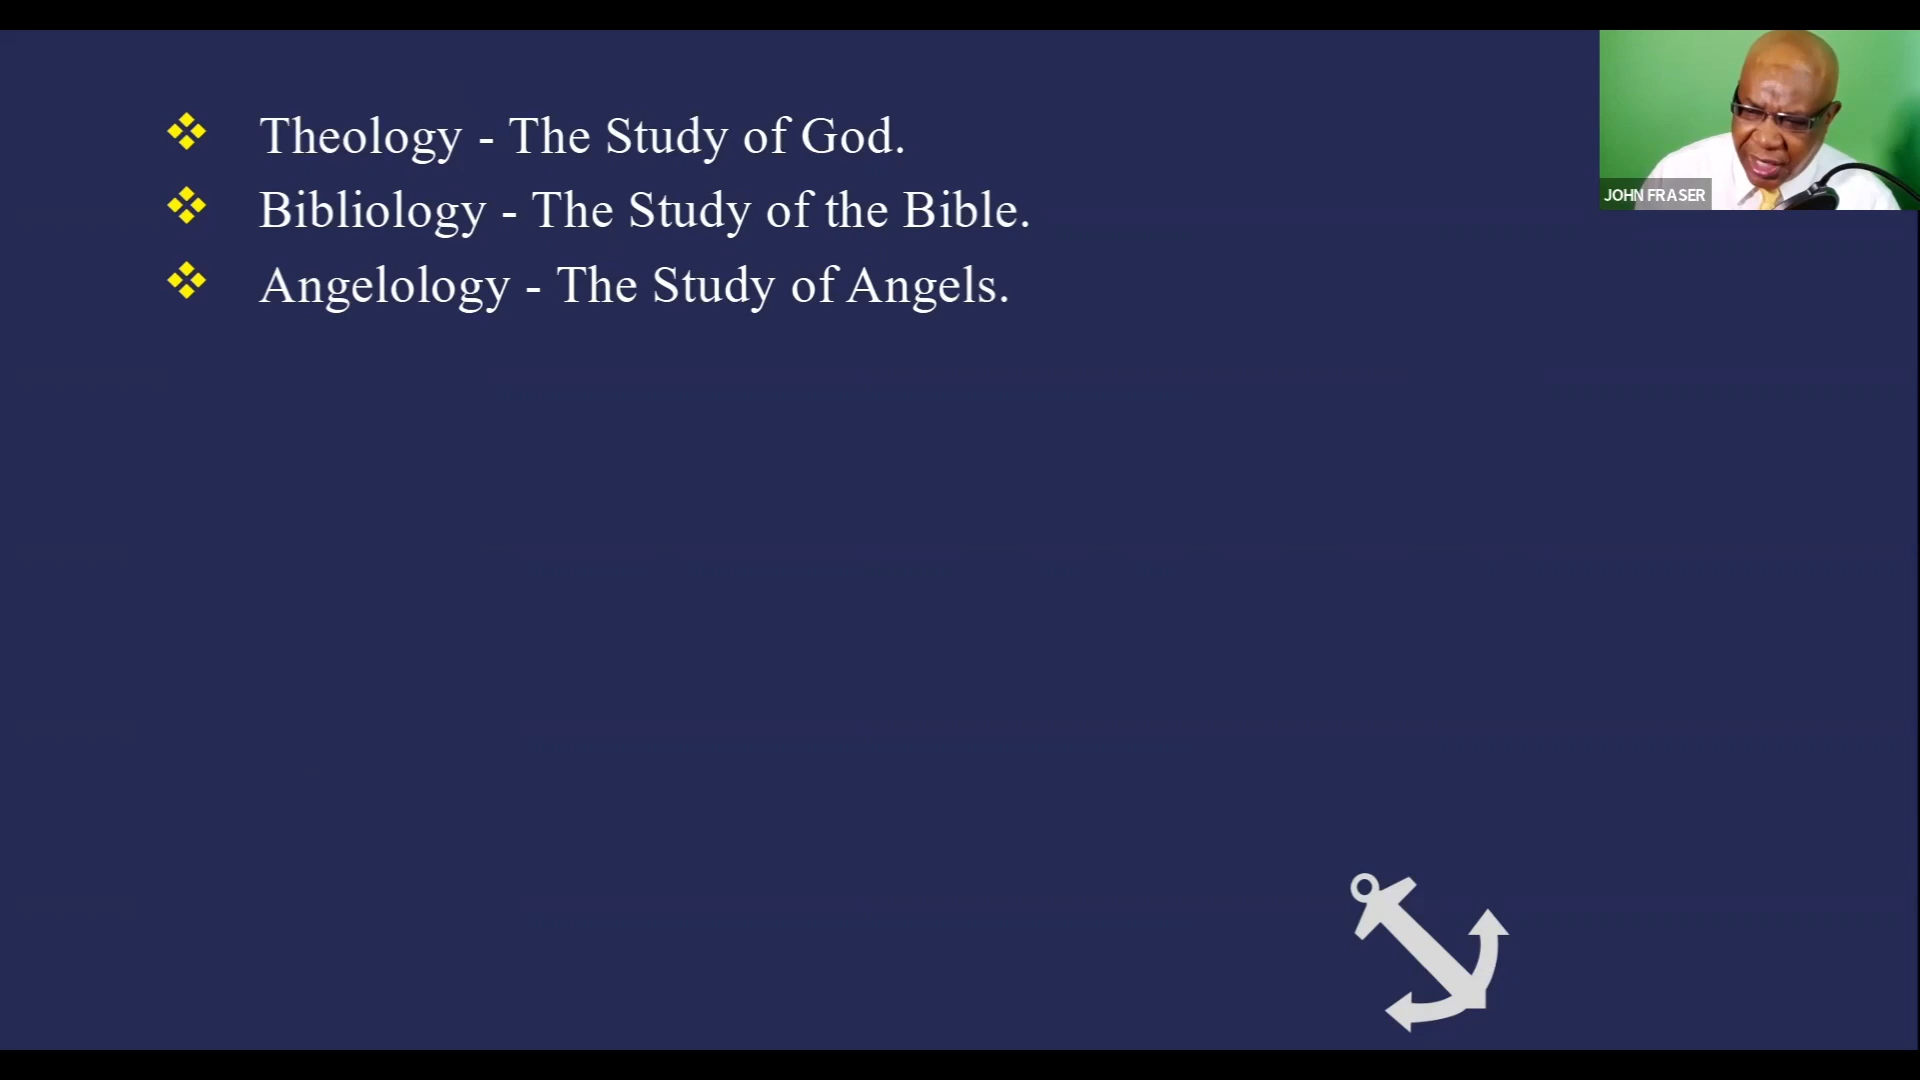 Theology - The Study of God.
Bibliology - The Study of the Bible.
Angelology - The Study of Angels.
JOHN FRASER